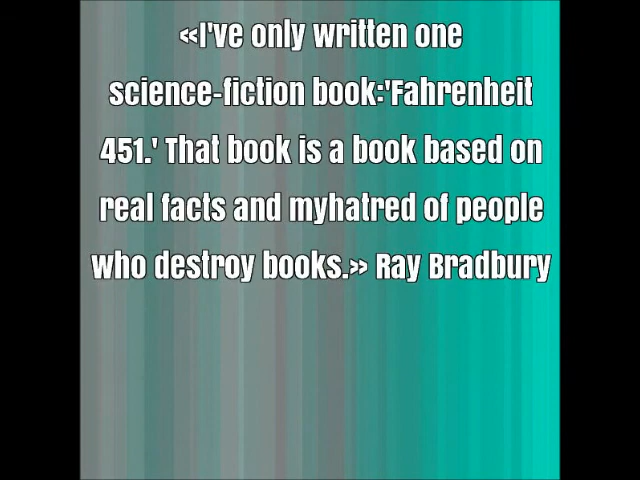 «I've only written one
science-fiction book:'Fahrenheit
451.' That book is a book based on
real facts and myhatred of people
who destroy books.» Ray Bradbury